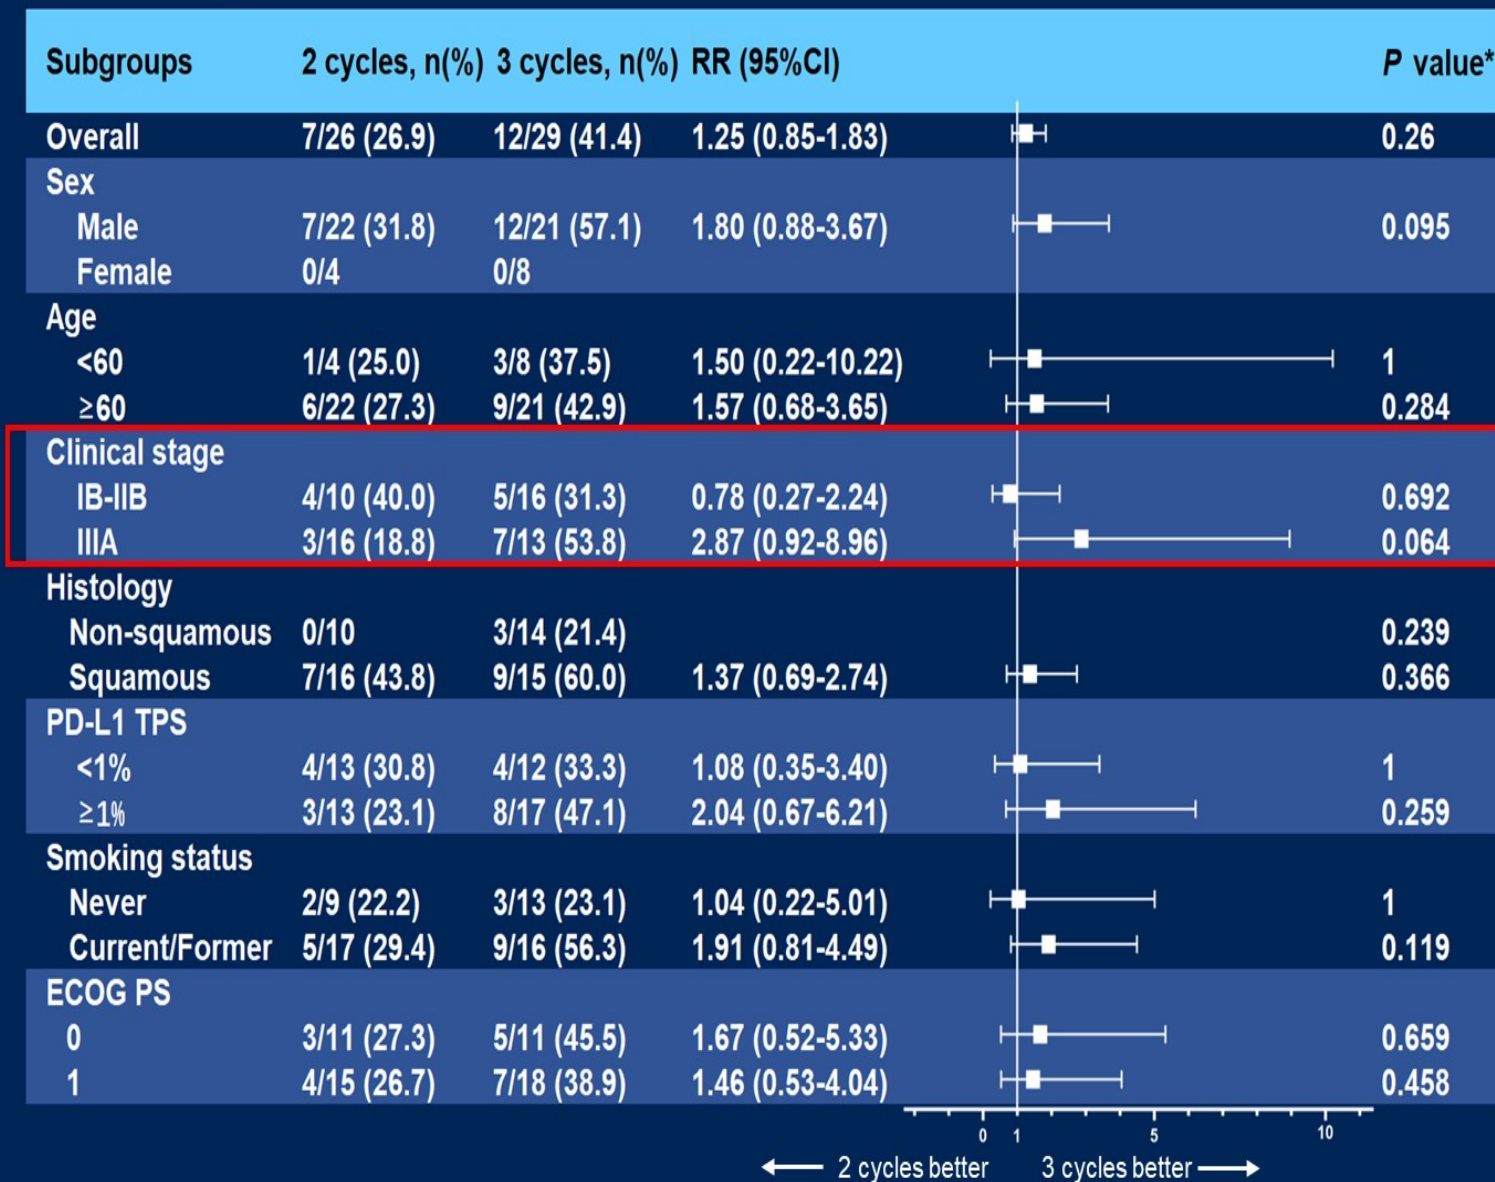 Subgroups 2 cycles, n(%) 3 cycles, n(%) RR (95%CI) P value*
Overall 7/26 (26.9) 12/29 (41.4) 1.25 (0.85-1.83) 0.26
Sex
Male 7/22 (31.8) 12/21 (57.1) 1.80 (0.88-3.67) 0.095
Female 0/4 0/8
Age
<60 1/4 (25.0) 3/8 (37.5) 1.50 (0.22-10.22) 1
≥60 6/22 (27.3) 9/21 (42.9) 1.57 (0.68-3.65) 0.284
Clinical stage
IB-IIB 4/10 (40.0) 5/16 (31.3) 0.78 (0.27-2.24) 0.692
IIIA 3/16 (18.8) 7/13 (53.8) 2.87 (0.92-8.96) 0.064
Histology
Non-squamous 0/10 3/14 (21.4) 0.239
Squamous 7/16 (43.8) 9/15 (60.0) 1.37 (0.69-2.74) 0.366
PD-L1 TPS
<1% 4/13 (30.8) 4/12 (33.3) 1.08 (0.35-3.40) 1
≥1% 3/13 (23.1) 8/17 (47.1) 2.04 (0.67-6.21) 0.259
Smoking status
Never 2/9 (22.2) 3/13 (23.1) 1.04 (0.22-5.01) 1
Current/Former 5/17 (29.4) 9/16 (56.3) 1.91 (0.81-4.49) 0.119
ECOG PS
0 3/11 (27.3) 5/11 (45.5) 1.67 (0.52-5.33) 0.659
1 4/15 (26.7) 7/18 (38.9) 1.46 (0.53-4.04) 0.458
0 1 5 10
2 cycles better 3 cycles better